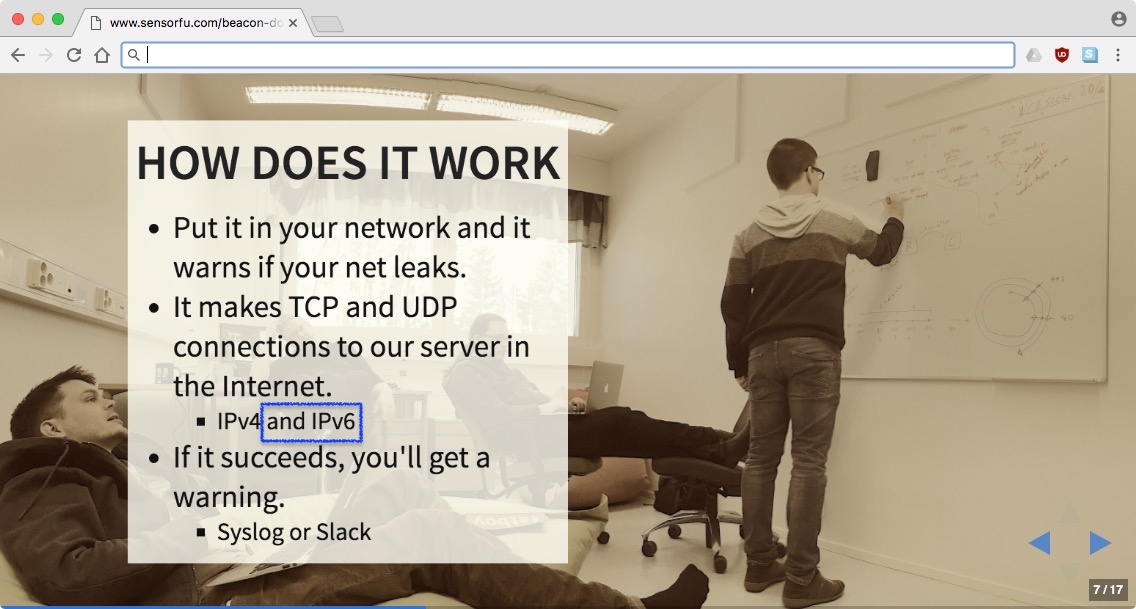 www.sensorfu.com/beacon-do
HOW DOES IT WORK
• Put it in your network and it
warns if your net leaks.
• It makes TCP and UDP
connections to our server in
the Internet.
▪ IPv4 and IPv6
• If it succeeds, you'll get a
warning.
▪ Syslog or Slack
7 / 17